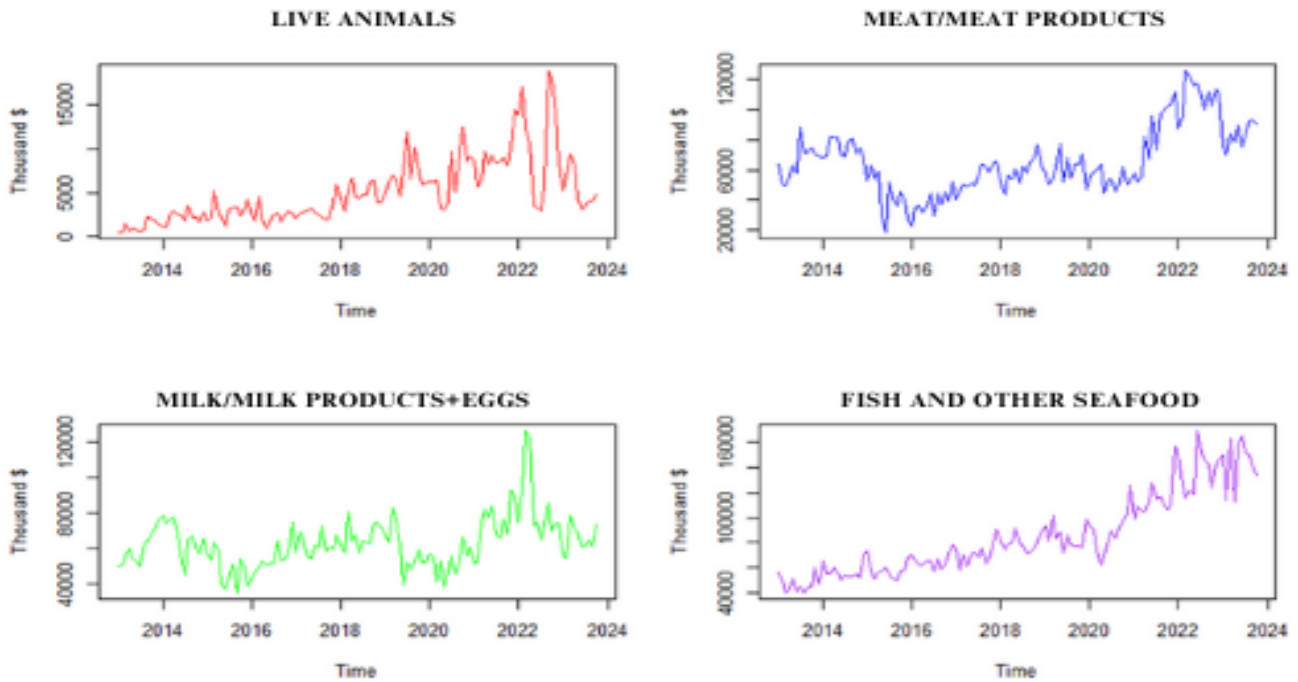 LIVE ANIMALS
Thousand $
15000
5000
0
2014 2016 2018 2020 2022 2024
Time
MEAT/MEAT PRODUCTS
Thousand $
120000
60000
20000
2014 2016 2018 2020 2022 2024
Time
MILK/MILK PRODUCTS+EGGS
Thousand $
120000
80000
40000
2014 2016 2018 2020 2022 2024
Time
FISH AND OTHER SEAFOOD
Thousand $
160000
100000
40000
2014 2016 2018 2020 2022 2024
Time